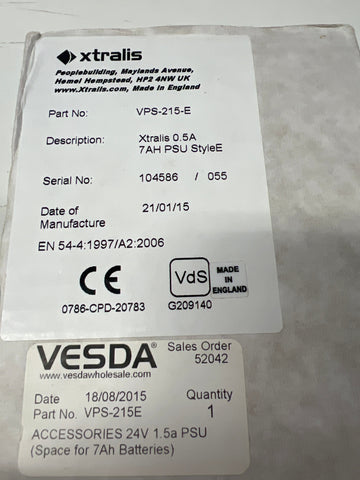 xtralis
Peoplebuilding, Maylands Avenue,
Hemel Hempstead, HP2 4NW UK
www.Xtralis.com, Made in England
Part No: VPS-215-E
Description: Xtralis 0.5A
7AH PSU StyleE
Serial No: 104586 / 055
Date of
Manufacture 21/01/15
EN 54-4:1997/A2:2006
CE
VdS
MADE IN ENGLAND
0786-CPD-20783 G209140
VESDA®
www.vesdawholesale.com
Sales Order
52042
Date 18/08/2015 Quantity
Part No. VPS-215E 1
ACCESSORIES 24V 1.5a PSU
(Space for 7Ah Batteries)